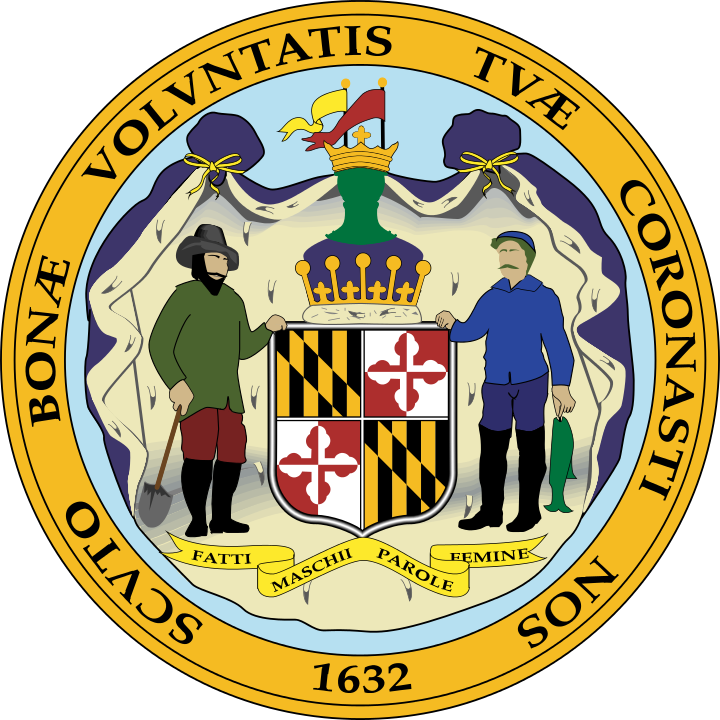 SCVTO BONÆ VOLVNTATIS TVÆ CORONASTI NOS
1632
FATTI MASCHII PAROLE FEMINE